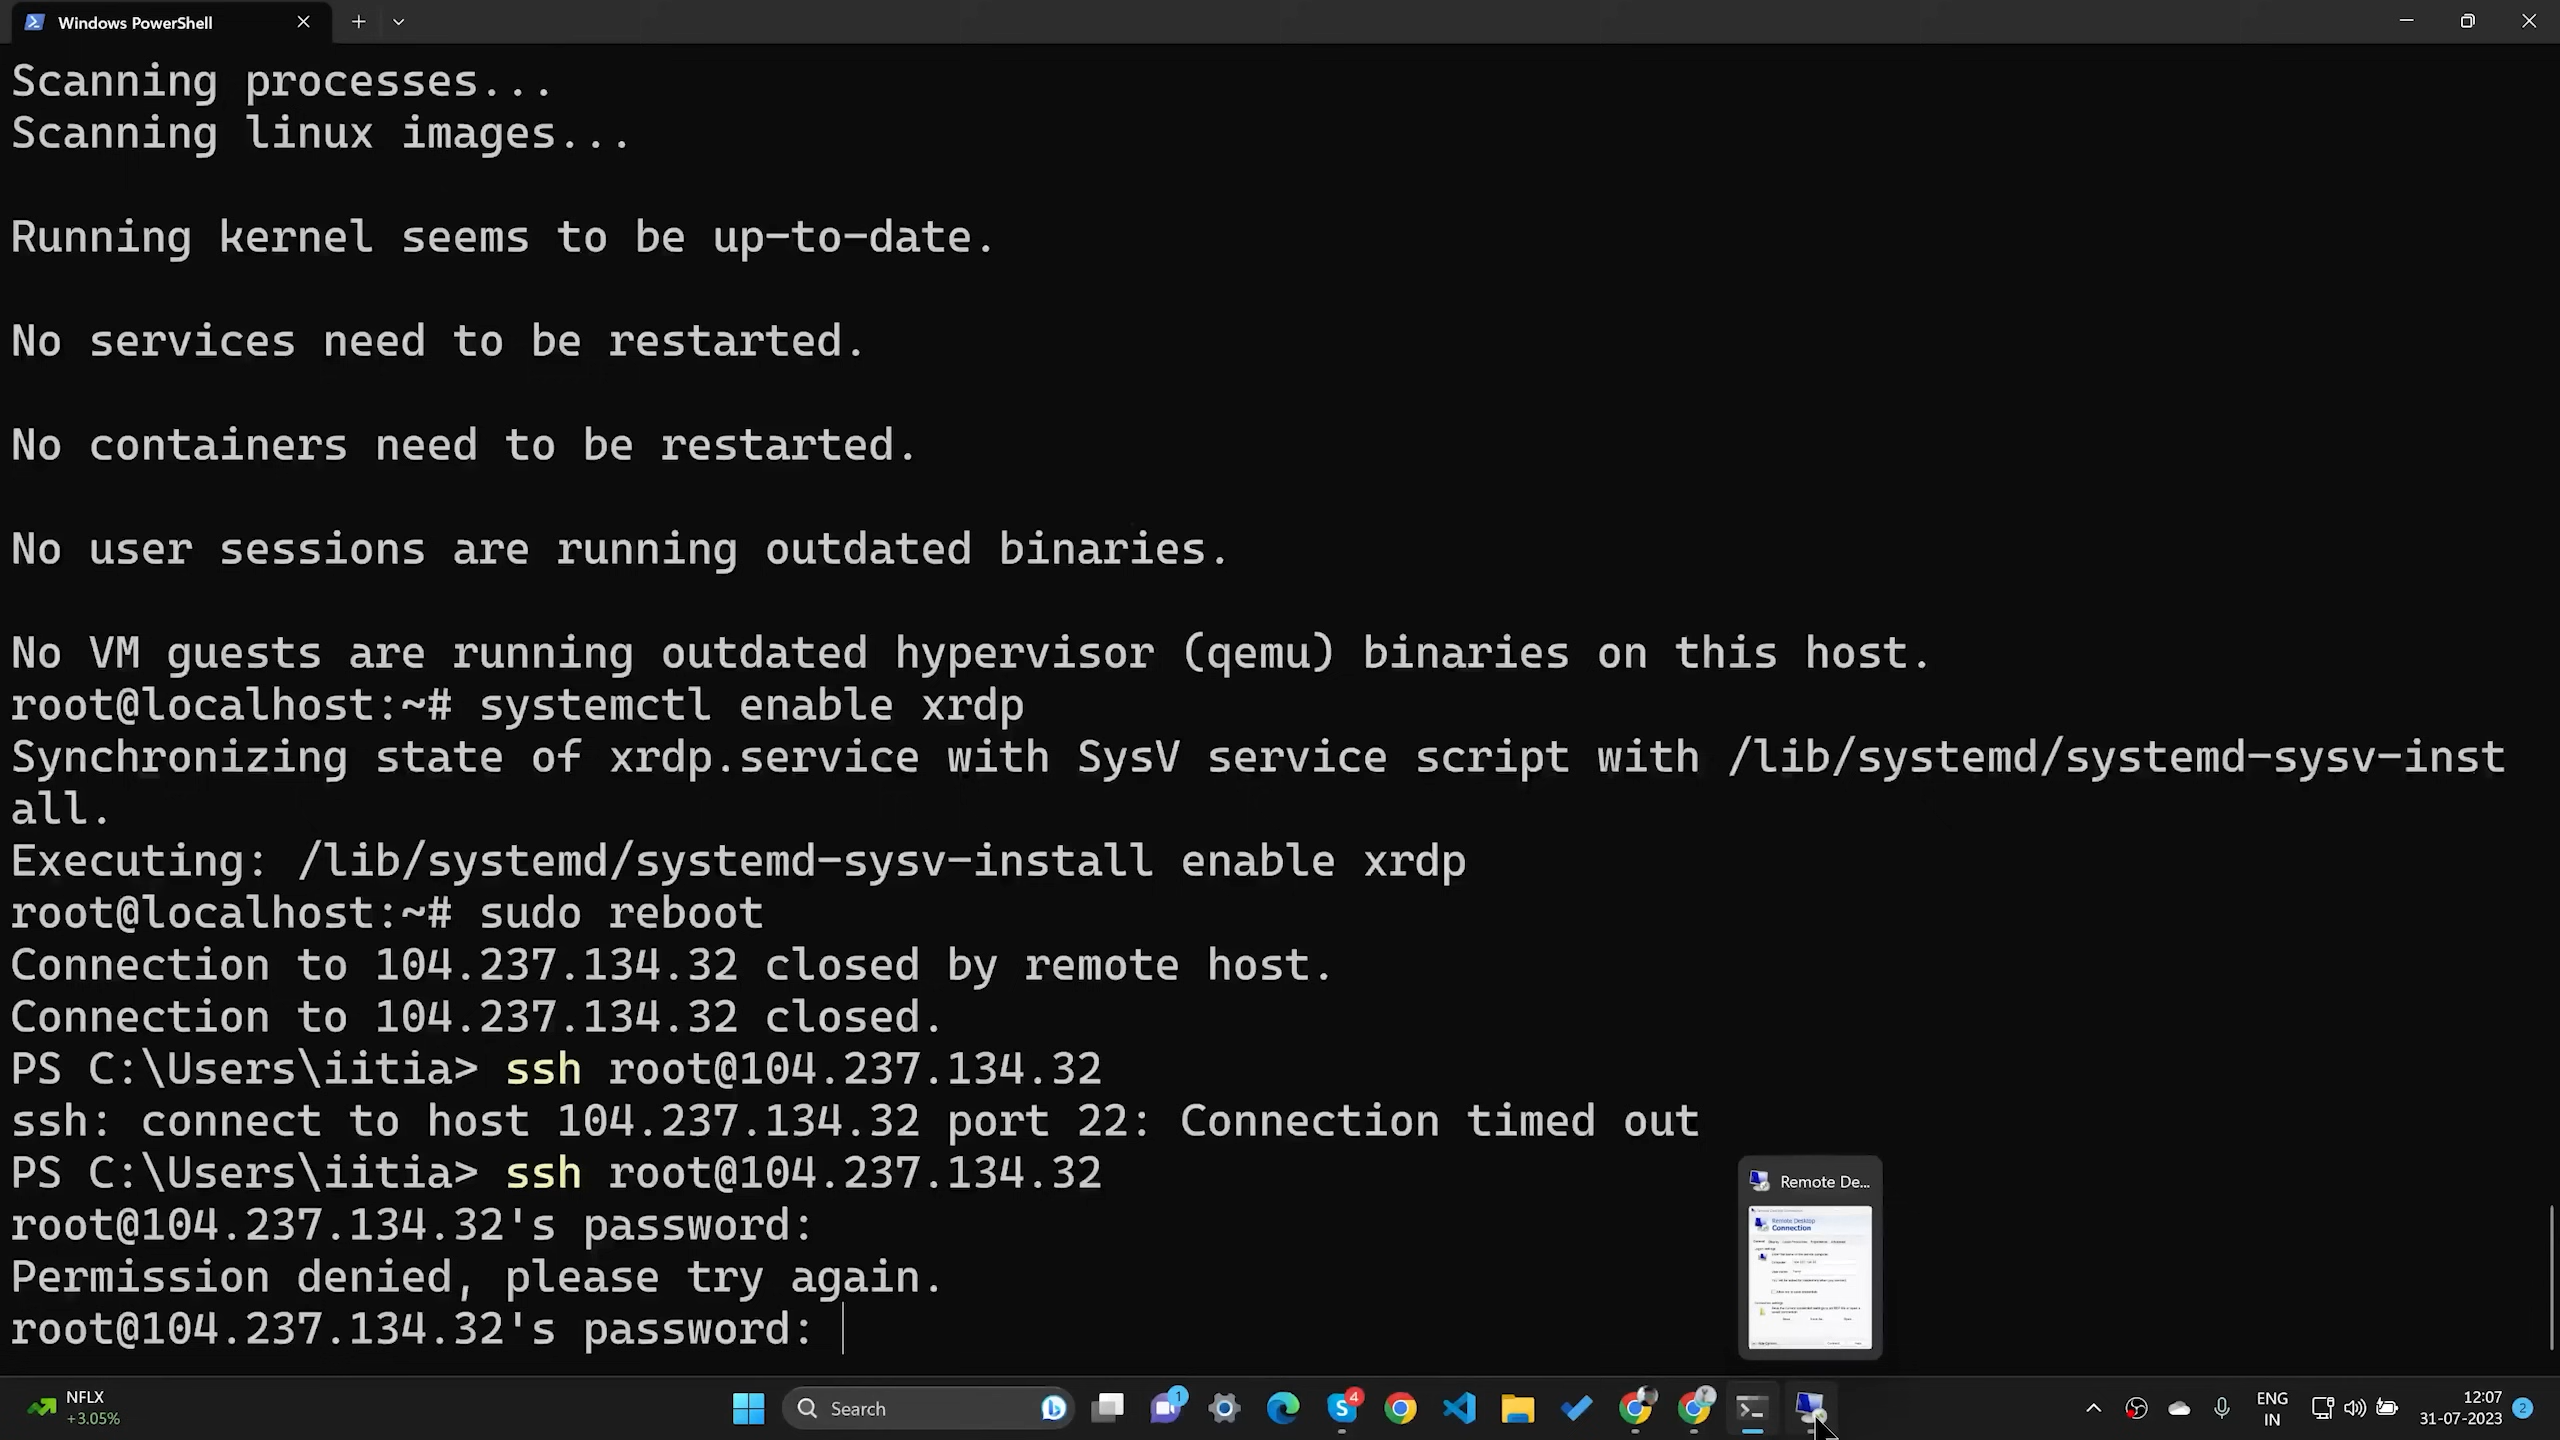 Windows PowerShell
Scanning processes...
Scanning linux images...
Running kernel seems to be up-to-date.
No services need to be restarted.
No containers need to be restarted.
No user sessions are running outdated binaries.
No VM guests are running outdated hypervisor (qemu) binaries on this host.
root@localhost:~# systemctl enable xrdp
Synchronizing state of xrdp.service with SysV service script with /lib/systemd/systemd-sysv-inst
all.
Executing: /lib/systemd/systemd-sysv-install enable xrdp
root@localhost:~# sudo reboot
Connection to 104.237.134.32 closed by remote host.
Connection to 104.237.134.32 closed.
PS C:\Users\iitia> ssh root@104.237.134.32
ssh: connect to host 104.237.134.32 port 22: Connection timed out
PS C:\Users\iitia> ssh root@104.237.134.32
root@104.237.134.32's password:
Permission denied, please try again.
root@104.237.134.32's password:
Remote De...
Remote Desktop
Connection
NFLX
+3.05%
Search
1
4
ENG
IN
12:07
31-07-2023
2